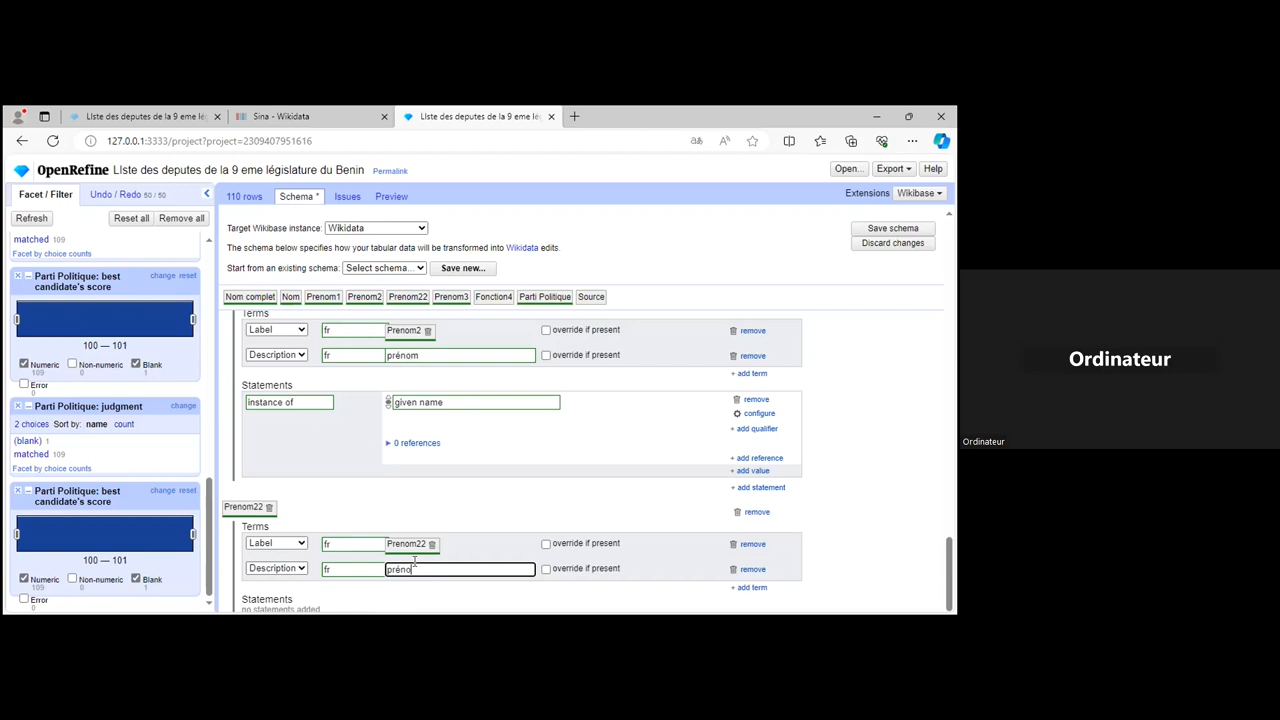 LIste des deputes de la 9 eme lé
Sina - Wikidata
LIste des deputes de la 9 eme lé
127.0.0.1:3333/project?project=2309407951616
OpenRefine LIste des deputes de la 9 eme législature du Benin Permalink
Open... Export Help
Facet / Filter Undo / Redo 50 / 50
110 rows Schema * Issues Preview
Extensions Wikibase
Refresh Reset all Remove all
matched 109
Facet by choice counts
Parti Politique: best candidate's score change reset
100 — 101
Numeric 109 Non-numeric 0 Blank 1
Error 0
Parti Politique: judgment change
2 choices Sort by: name count
(blank) 1
matched 109
Facet by choice counts
Parti Politique: best candidate's score change reset
100 — 101
Numeric 109 Non-numeric 0 Blank 1
Error 0
Target Wikibase instance: Wikidata
Save schema
The schema below specifies how your tabular data will be transformed into Wikidata edits.
Discard changes
Start from an existing schema: Select schema... Save new...
Nom complet Nom Prenom1 Prenom2 Prenom22 Prenom3 Fonction4 Parti Politique Source
Terms
Label fr Prenom2 override if present remove
Description fr prénom override if present remove
+ add term
Statements
instance of given name remove
configure
+ add qualifier
0 references
+ add reference
+ add value
+ add statement
Prenom22 remove
Terms
Label fr Prenom22 override if present remove
Description fr préno override if present remove
+ add term
Statements
no statements added
Ordinateur
Ordinateur